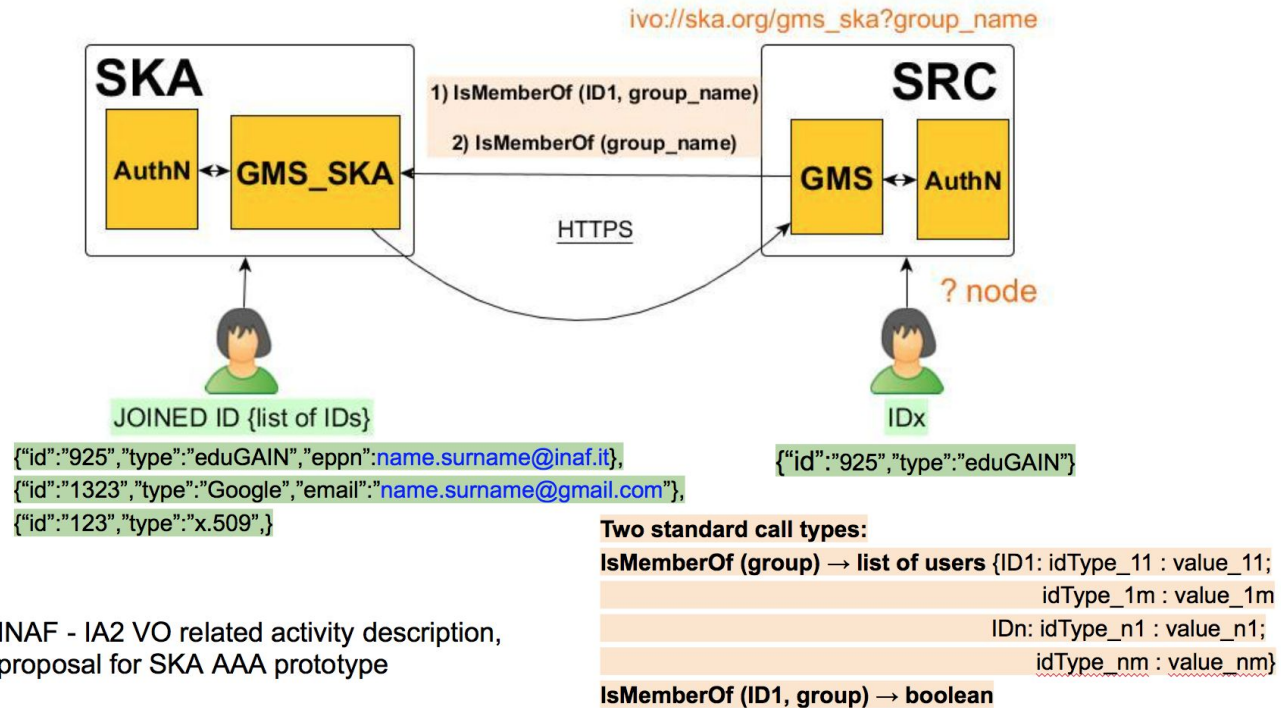 ivo://ska.org/gms_ska?group_name
SKA
SRC
1) IsMemberOf (ID1, group_name)
2) IsMemberOf (group_name)
AuthN
GMS_SKA
GMS
AuthN
HTTPS
? node
JOINED ID {list of IDs}
IDx
{“id”:”925”,”type”:”eduGAIN”,”eppn”:name.surname@inaf.it},
{“id”:”1323”,”type”:”Google”,”email”:”name.surname@gmail.com”},
{“id”:”123”,”type”:”x.509”,}
{“id”:”925”,”type”:”eduGAIN”}
Two standard call types:
IsMemberOf (group) → list of users {ID1: idType_11 : value_11;
idType_1m : value_1m
IDn: idType_n1 : value_n1;
idType_nm : value_nm}
IsMemberOf (ID1, group) → boolean
INAF - IA2 VO related activity description,
proposal for SKA AAA prototype